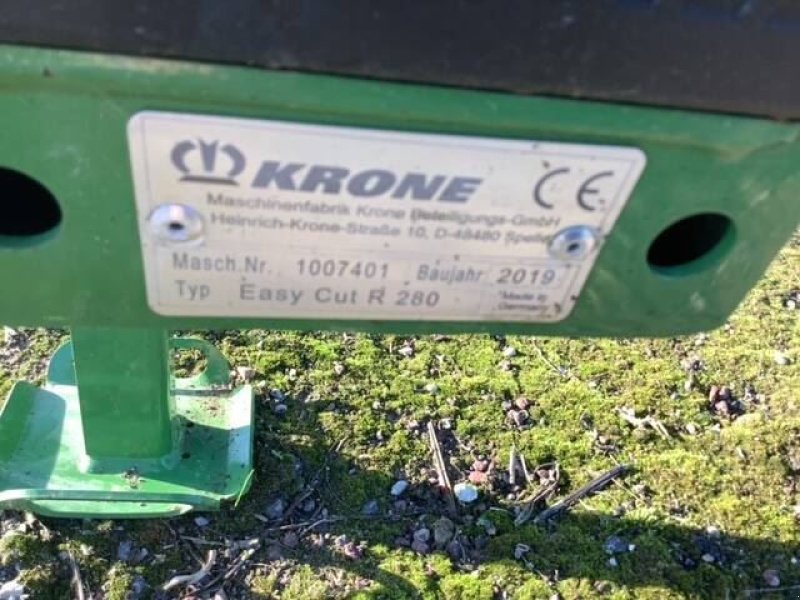 KRONE CE
Maschinenfabrik Krone Beteiligungs-GmbH
Heinrich-Krone-Straße 10, D-48480 Spelle
Masch.Nr. 1007401 Baujahr 2019
Typ Easy Cut R 280 Made in
Germany